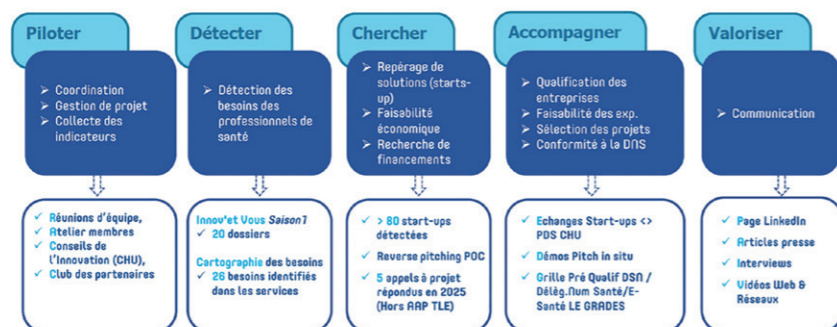 Piloter
Coordination
Gestion de projet
Collecte des
indicateurs
Réunions d'équipe,
Atelier membres
Conseils de
l'Innovation (CHU),
Club des partenaires
Détecter
Détection des
besoins des
professionnels de
santé
Innov'et Vous Saison 1
20 dossiers
Cartographie des besoins
26 besoins identifiés
dans les services
Chercher
Repérage de
solutions (starts-
up)
Faisabilité
économique
Recherche de
financements
> 80 start-ups
détectées
Reverse pitching POC
5 appels à projet
répondus en 2025
(Hors AAP TLE)
Accompagner
Qualification des
entreprises
Faisabilité des exp.
Sélection des projets
Conformité à la DNS
Echanges Start-ups <>
PDS CHU
Démos Pitch in situ
Grille Pré Qualif DSN /
Délèg.Num Santé/E-
Santé LE GRADES
Valoriser
Communication
Page LinkedIn
Articles presse
Interviews
Vidéos Web &
Réseaux